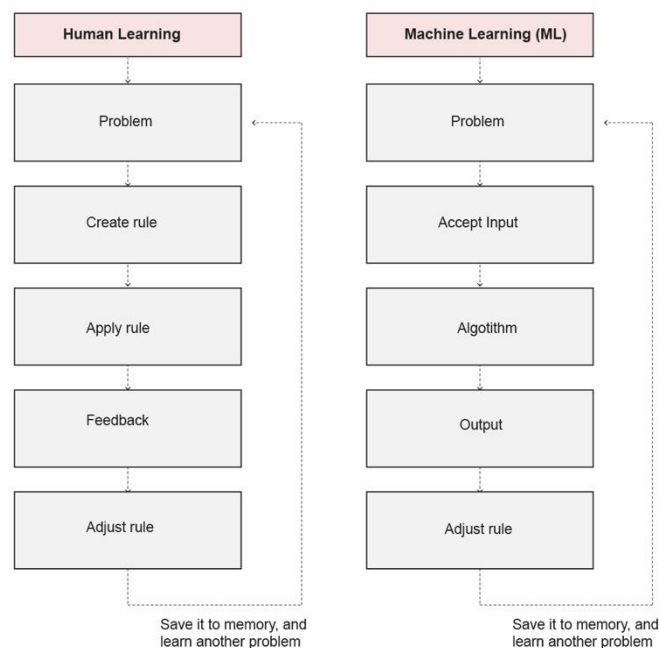 Human Learning
Problem
Create rule
Apply rule
Feedback
Adjust rule
Save it to memory, and
learn another problem
Machine Learning (ML)
Problem
Accept Input
Algotithm
Output
Adjust rule
Save it to memory, and
learn another problem